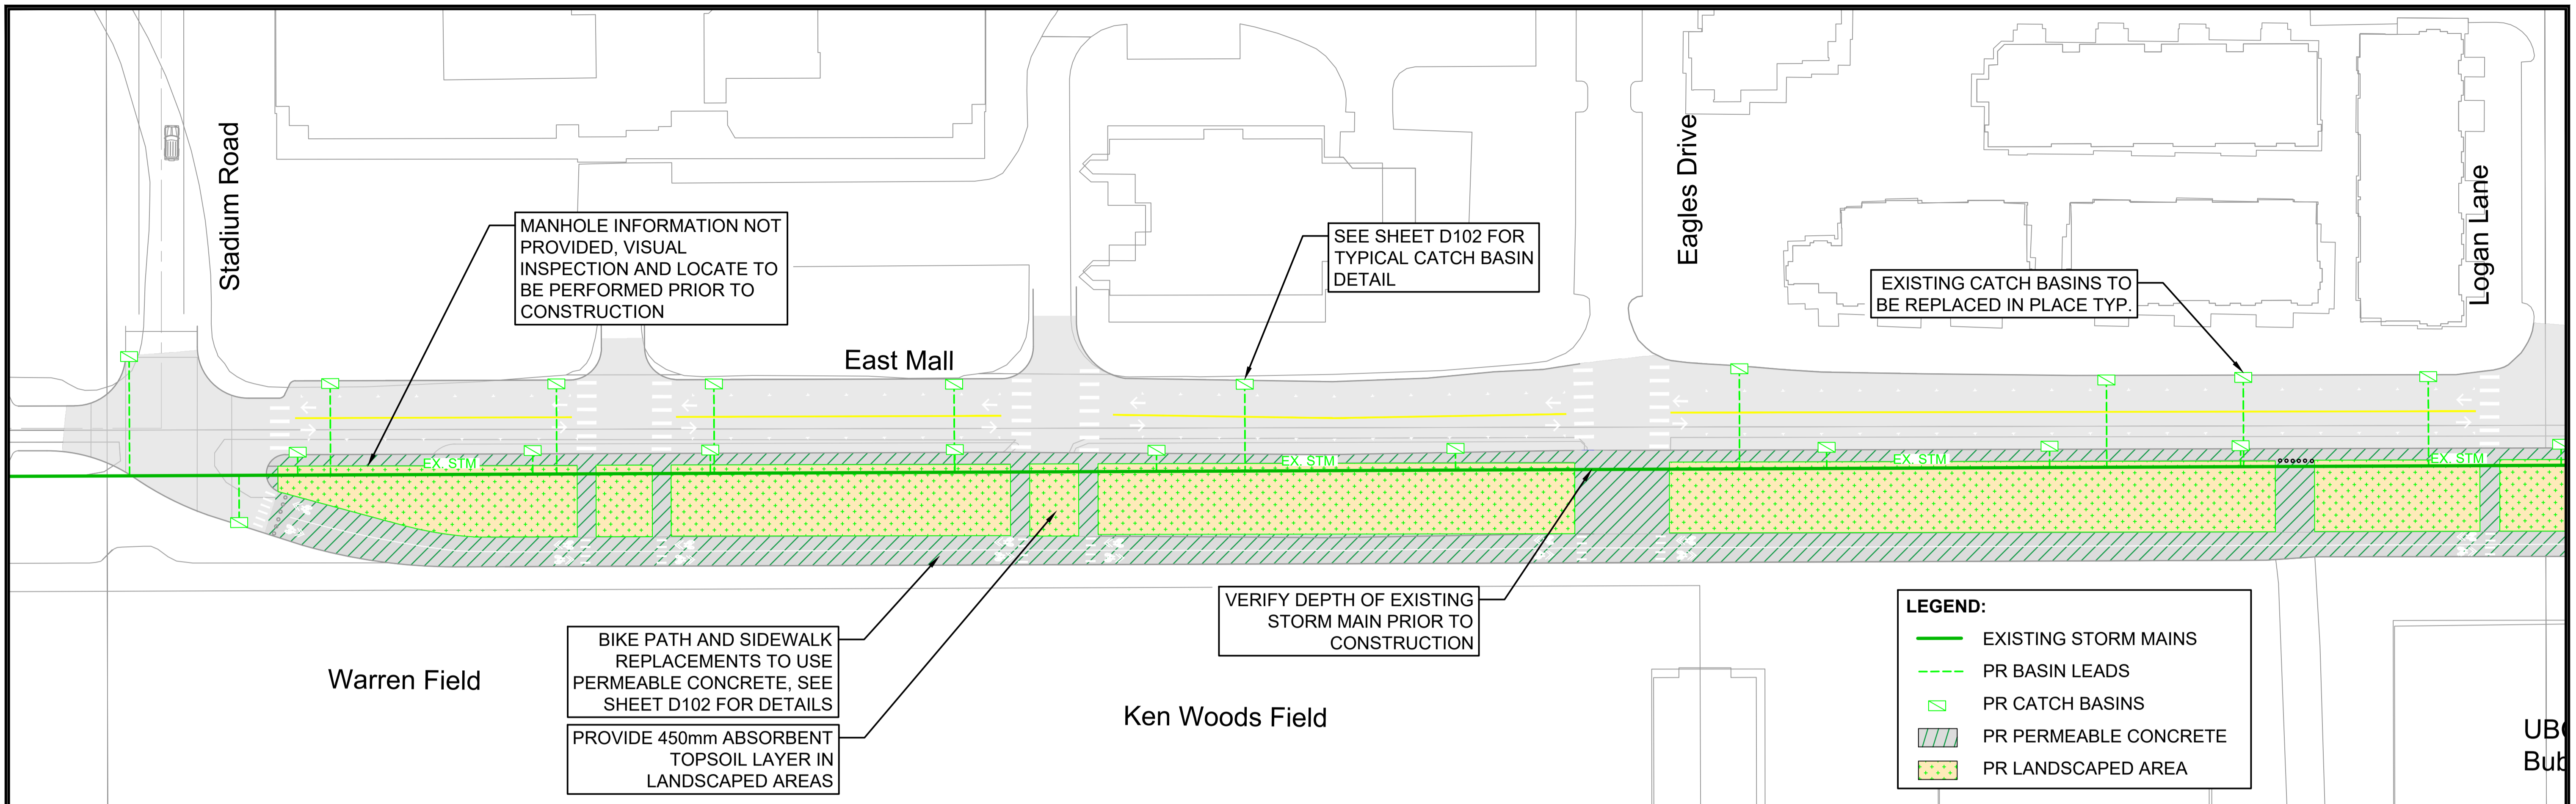 Stadium Road
MANHOLE INFORMATION NOT
PROVIDED, VISUAL
INSPECTION AND LOCATE TO
BE PERFORMED PRIOR TO
CONSTRUCTION
East Mall
SEE SHEET D102 FOR
TYPICAL CATCH BASIN
DETAIL
Eagles Drive
EXISTING CATCH BASINS TO
BE REPLACED IN PLACE TYP.
Logan Lane
EX. STM
EX. STM
EX. STM
EX. STM
BIKE PATH AND SIDEWALK
REPLACEMENTS TO USE
PERMEABLE CONCRETE, SEE
SHEET D102 FOR DETAILS
PROVIDE 450mm ABSORBENT
TOPSOIL LAYER IN
LANDSCAPED AREAS
VERIFY DEPTH OF EXISTING
STORM MAIN PRIOR TO
CONSTRUCTION
Warren Field
Ken Woods Field
LEGEND:
EXISTING STORM MAINS
PR BASIN LEADS
PR CATCH BASINS
PR PERMEABLE CONCRETE
PR LANDSCAPED AREA